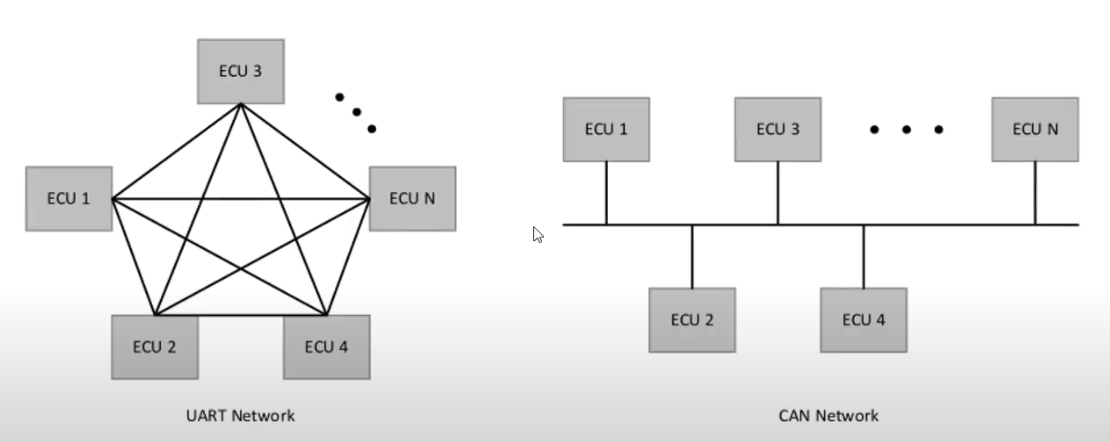 ECU 3
ECU 1
ECU N
ECU 2
ECU 4
UART Network
ECU 1
ECU 3
ECU N
ECU 2
ECU 4
CAN Network